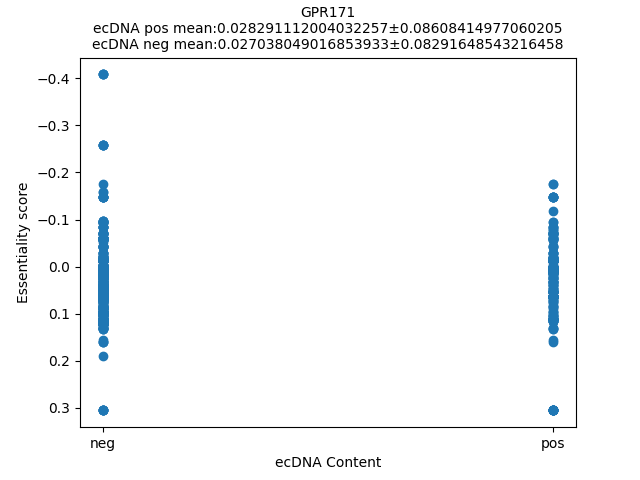 GPR171
ecDNA pos mean:0.028291112004032257±0.08608414977060205
ecDNA neg mean:0.027038049016853933±0.08291648543216458
−0.4
−0.3
−0.2
−0.1
0.0
0.1
0.2
0.3
Essentiality score
neg
pos
ecDNA Content